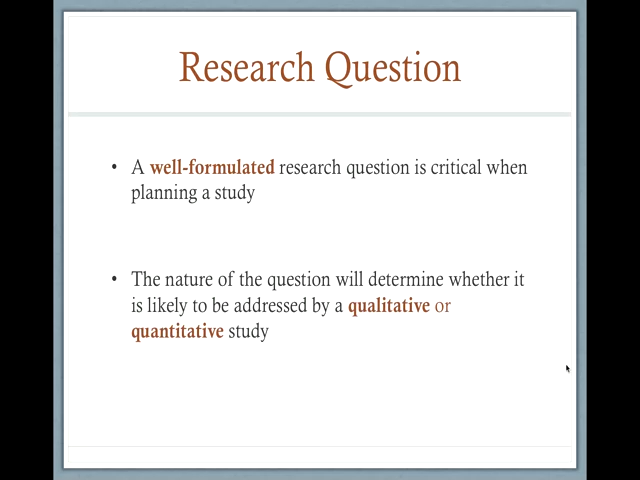 Research Question
• A well-formulated research question is critical when
planning a study
• The nature of the question will determine whether it
is likely to be addressed by a qualitative or
quantitative study